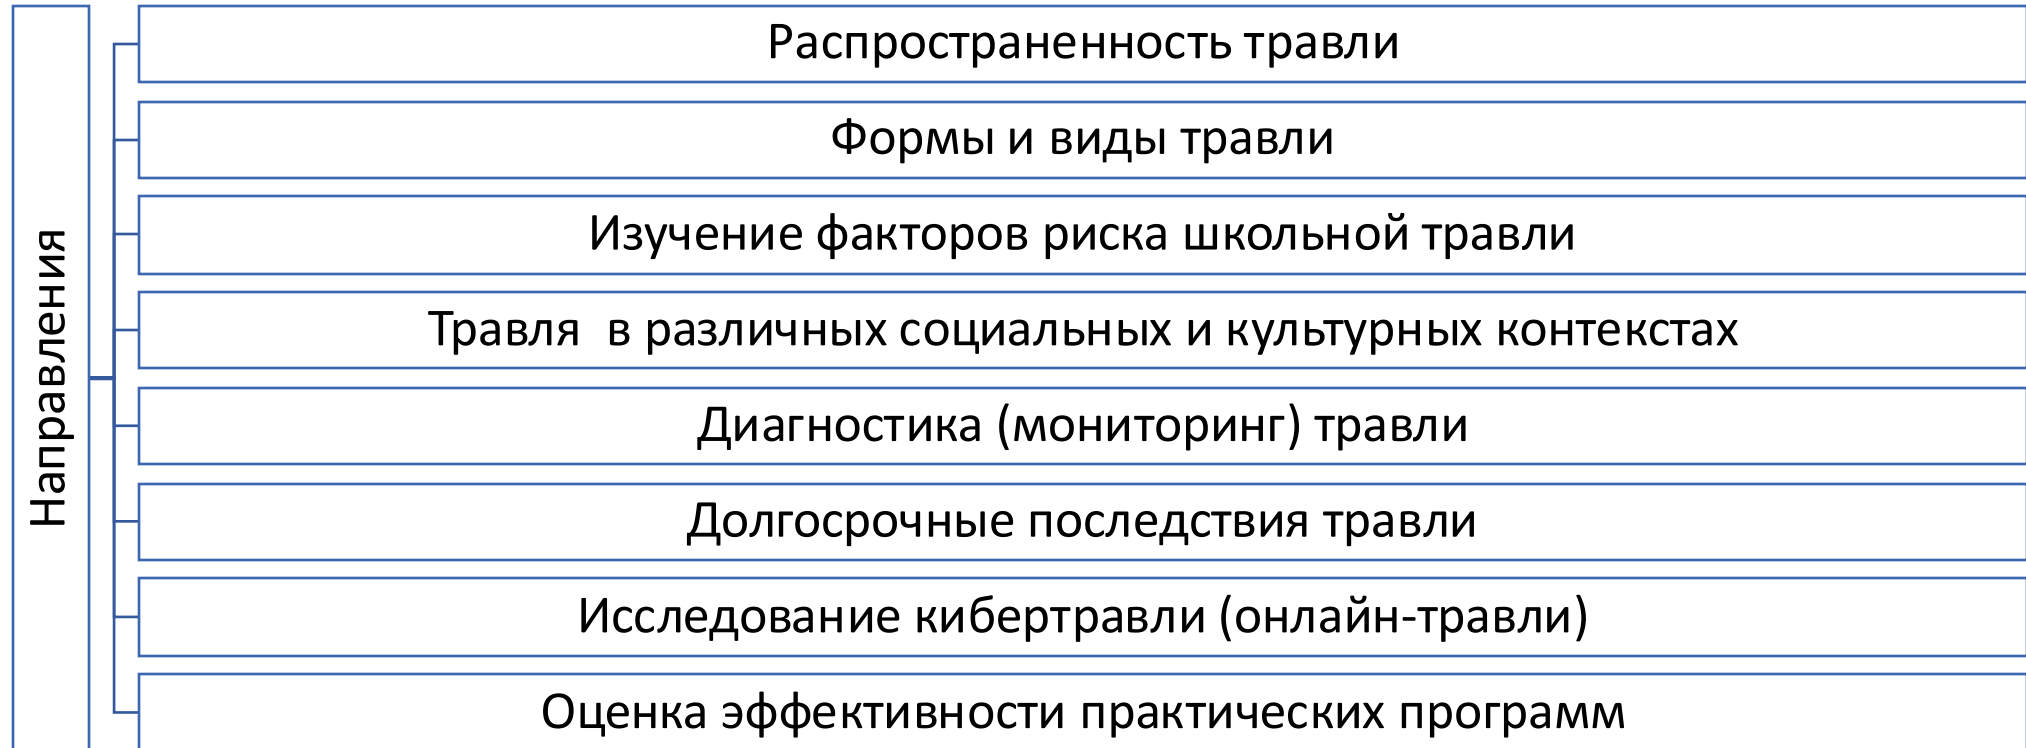 Направления
Распространенность травли
Формы и виды травли
Изучение факторов риска школьной травли
Травля  в различных социальных и культурных контекстах
Диагностика (мониторинг) травли
Долгосрочные последствия травли
Исследование кибертравли (онлайн-травли)
Оценка эффективности практических программ